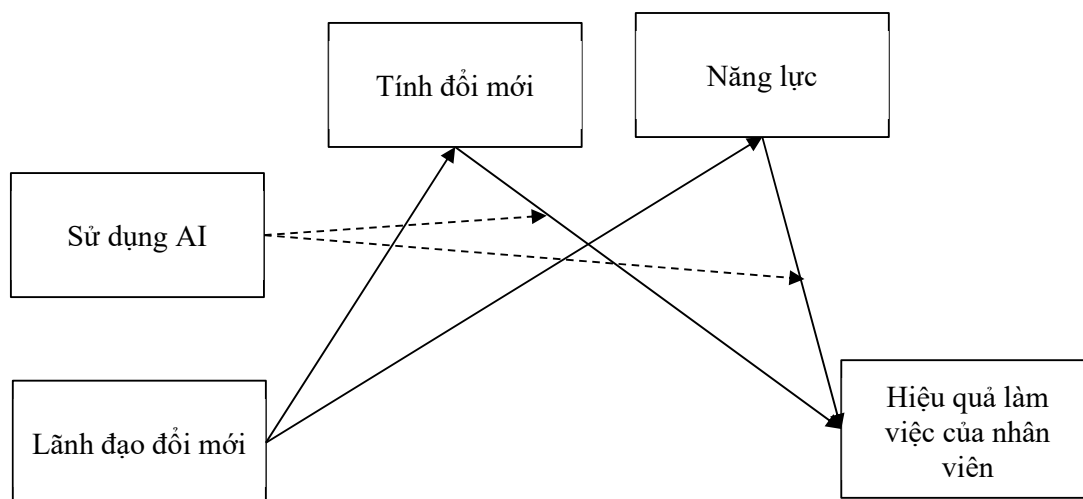 Tính đổi mới
Năng lực
Sử dụng AI
Lãnh đạo đổi mới
Hiệu quả làm
việc của nhân
viên